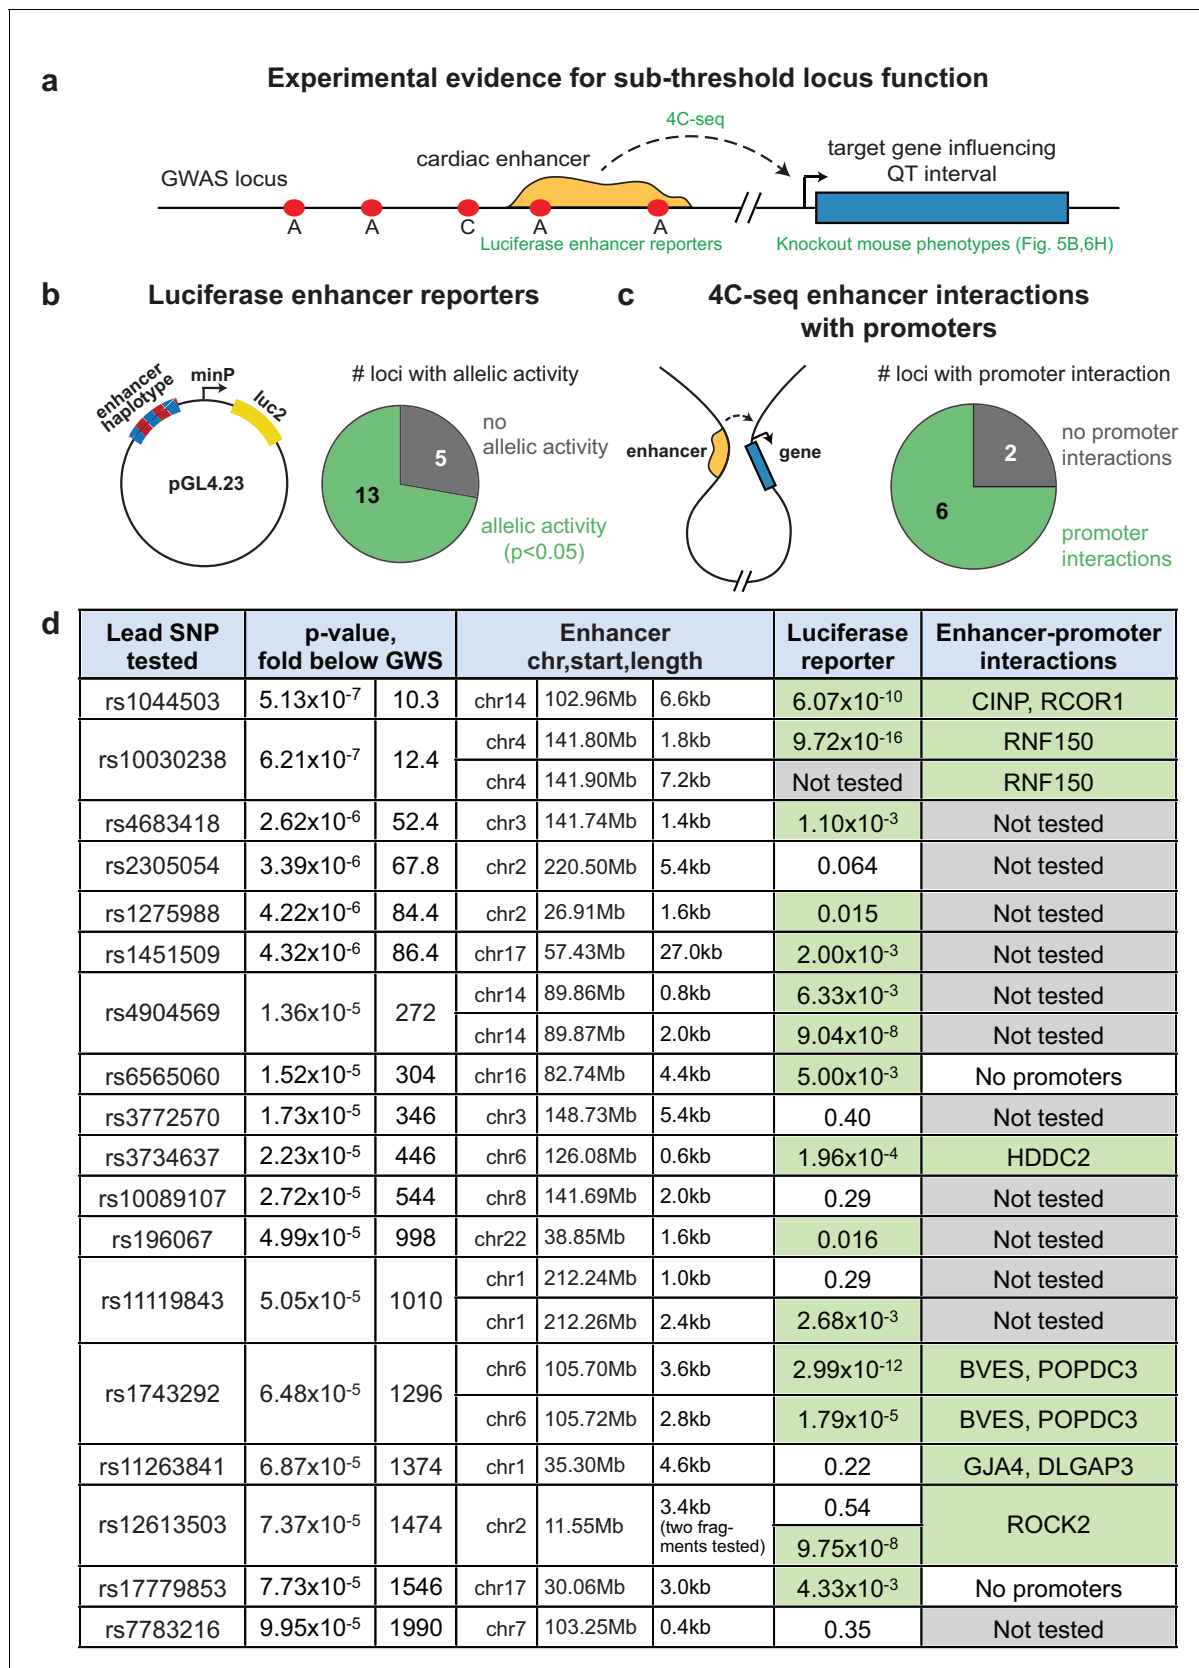 a
Experimental evidence for sub-threshold locus function
4C-seq
cardiac enhancer
target gene influencing
QT interval
GWAS locus
A A C A A
Luciferase enhancer reporters
Knockout mouse phenotypes (Fig. 5B,6H)
b
Luciferase enhancer reporters
enhancer
haplotype
minP
luc2
pGL4.23
# loci with allelic activity
no
allelic activity
5
13
allelic activity
(p<0.05)
c
4C-seq enhancer interactions
with promoters
enhancer
gene
# loci with promoter interaction
no promoter
interactions
2
6
promoter
interactions
d
Lead SNP
tested
p-value,
fold below GWS
Enhancer
chr,start,length
Luciferase
reporter
Enhancer-promoter
interactions
rs1044503 5.13x10⁻⁷ 10.3 chr14 102.96Mb 6.6kb 6.07x10⁻¹⁰ CINP, RCOR1
rs10030238 6.21x10⁻⁷ 12.4 chr4 141.80Mb 1.8kb 9.72x10⁻¹⁶ RNF150
chr4 141.90Mb 7.2kb Not tested RNF150
rs4683418 2.62x10⁻⁶ 52.4 chr3 141.74Mb 1.4kb 1.10x10⁻³ Not tested
rs2305054 3.39x10⁻⁶ 67.8 chr2 220.50Mb 5.4kb 0.064 Not tested
rs1275988 4.22x10⁻⁶ 84.4 chr2 26.91Mb 1.6kb 0.015 Not tested
rs1451509 4.32x10⁻⁶ 86.4 chr17 57.43Mb 27.0kb 2.00x10⁻³ Not tested
rs4904569 1.36x10⁻⁵ 272 chr14 89.86Mb 0.8kb 6.33x10⁻³ Not tested
chr14 89.87Mb 2.0kb 9.04x10⁻⁸ Not tested
rs6565060 1.52x10⁻⁵ 304 chr16 82.74Mb 4.4kb 5.00x10⁻³ No promoters
rs3772570 1.73x10⁻⁵ 346 chr3 148.73Mb 5.4kb 0.40 Not tested
rs3734637 2.23x10⁻⁵ 446 chr6 126.08Mb 0.6kb 1.96x10⁻⁴ HDDC2
rs10089107 2.72x10⁻⁵ 544 chr8 141.69Mb 2.0kb 0.29 Not tested
rs196067 4.99x10⁻⁵ 998 chr22 38.85Mb 1.6kb 0.016 Not tested
rs11119843 5.05x10⁻⁵ 1010 chr1 212.24Mb 1.0kb 0.29 Not tested
chr1 212.26Mb 2.4kb 2.68x10⁻³ Not tested
rs1743292 6.48x10⁻⁵ 1296 chr6 105.70Mb 3.6kb 2.99x10⁻¹² BVES, POPDC3
chr6 105.72Mb 2.8kb 1.79x10⁻⁵ BVES, POPDC3
rs11263841 6.87x10⁻⁵ 1374 chr1 35.30Mb 4.6kb 0.22 GJA4, DLGAP3
rs12613503 7.37x10⁻⁵ 1474 chr2 11.55Mb 3.4kb
(two frag-
ments tested)
0.54
9.75x10⁻⁸
ROCK2
rs17779853 7.73x10⁻⁵ 1546 chr17 30.06Mb 3.0kb 4.33x10⁻³ No promoters
rs7783216 9.95x10⁻⁵ 1990 chr7 103.25Mb 0.4kb 0.35 Not tested